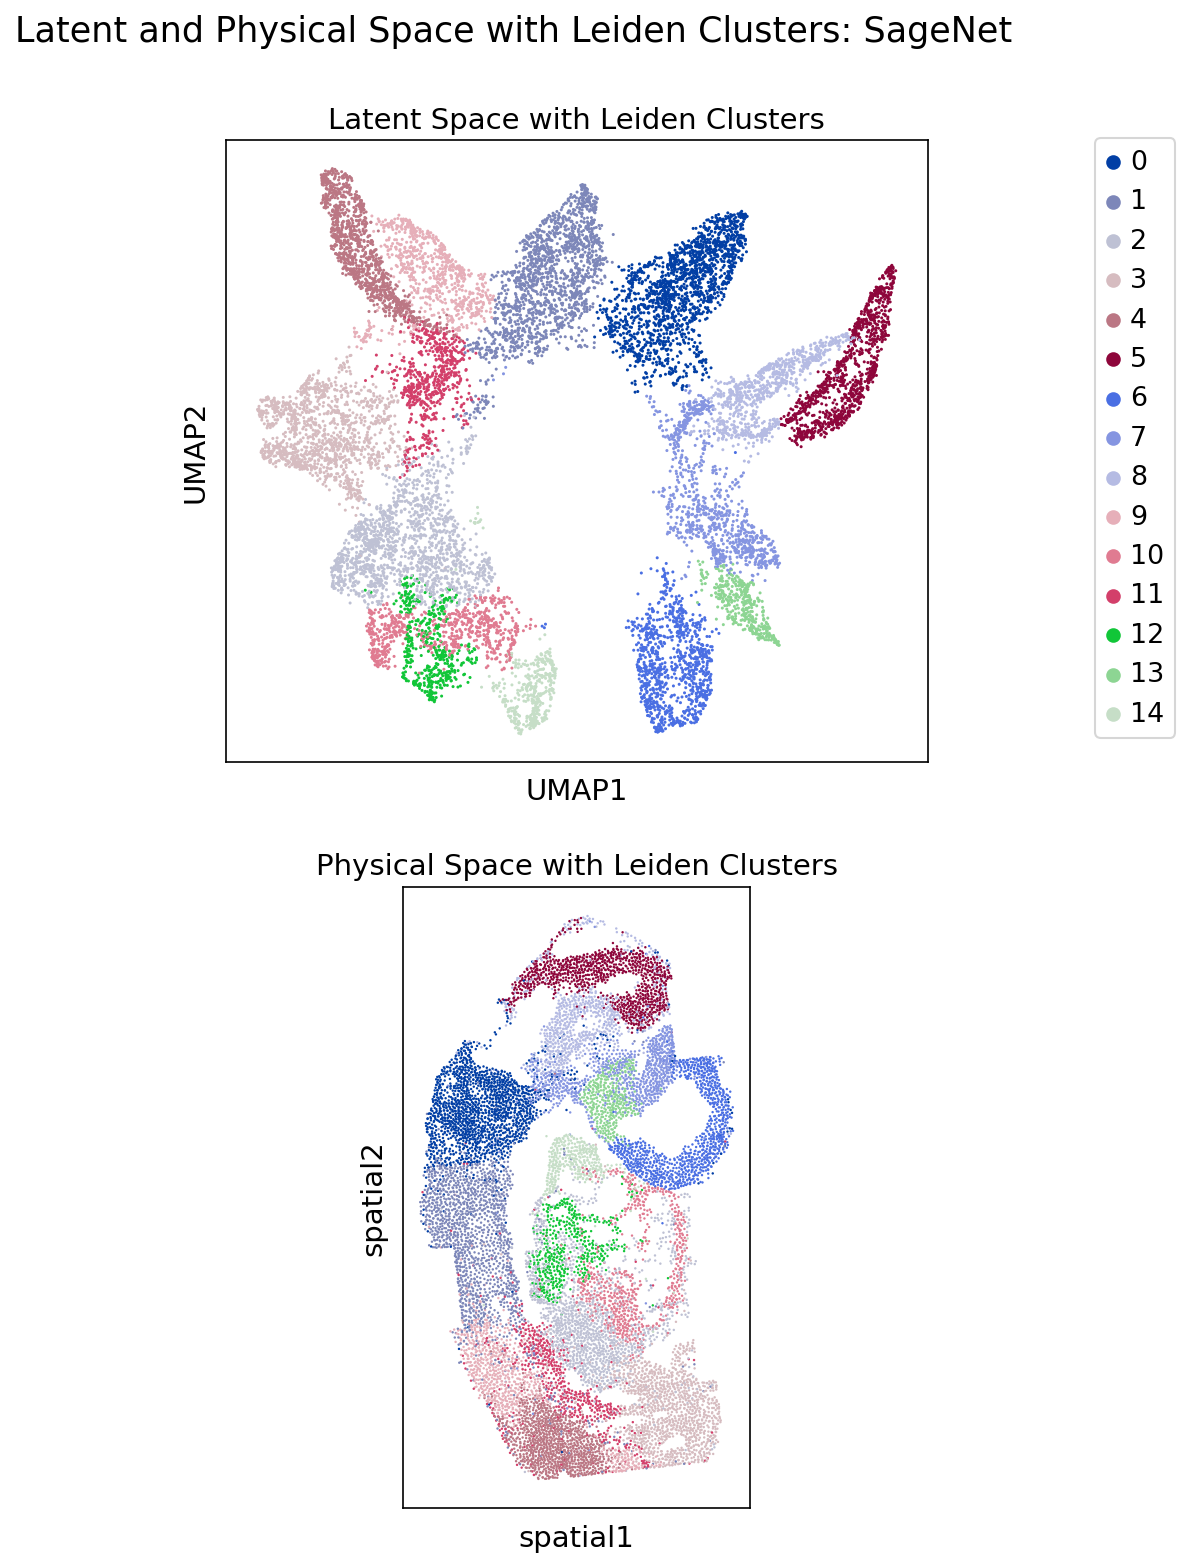 Latent and Physical Space with Leiden Clusters: SageNet
Latent Space with Leiden Clusters
UMAP2
UMAP1
0
1
2
3
4
5
6
7
8
9
10
11
12
13
14
Physical Space with Leiden Clusters
spatial2
spatial1